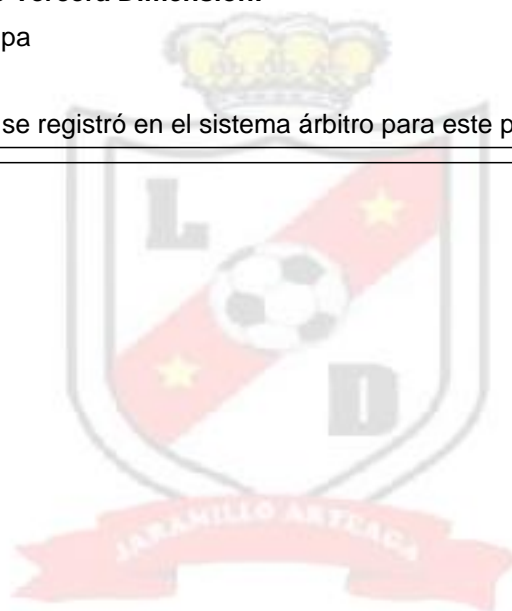 Tercera Dimensión.
pa
se registró en el sistema árbitro para este p
L
D
JARAMILLO ARTEAGA